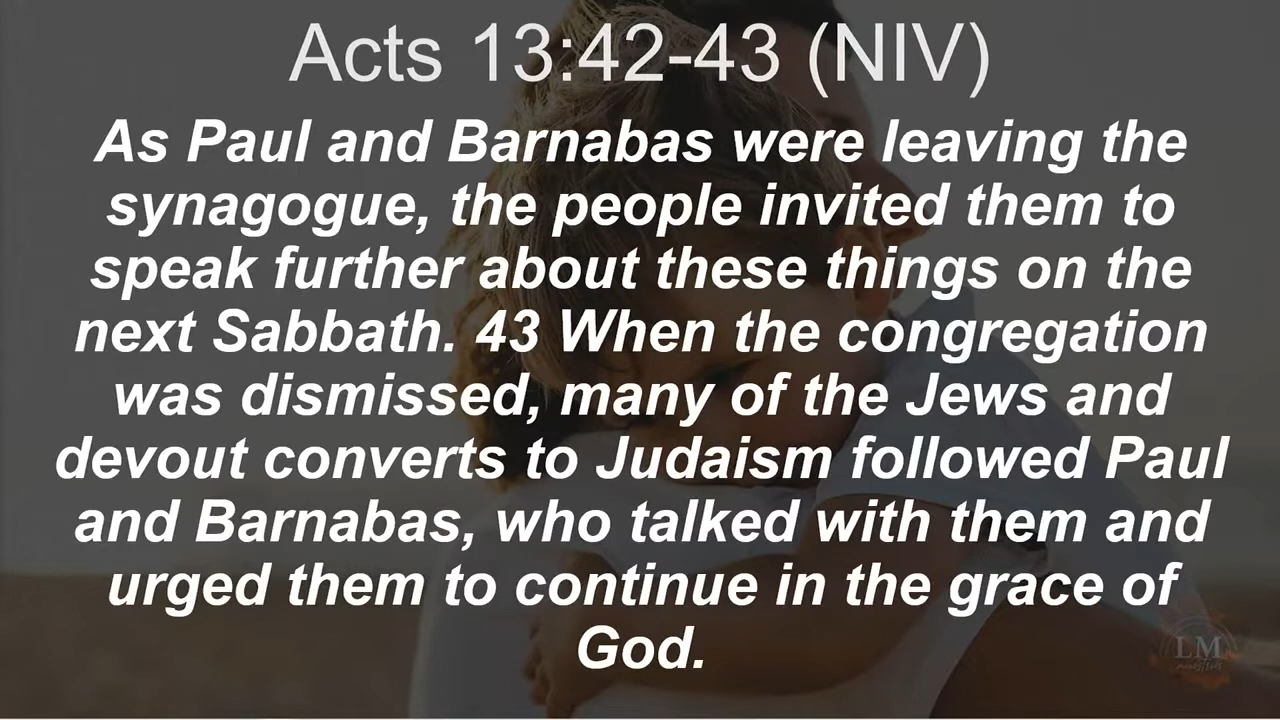 Acts 13:42-43 (NIV)
As Paul and Barnabas were leaving the
synagogue, the people invited them to
speak further about these things on the
next Sabbath. 43 When the congregation
was dismissed, many of the Jews and
devout converts to Judaism followed Paul
and Barnabas, who talked with them and
urged them to continue in the grace of
God.
LM
ministries